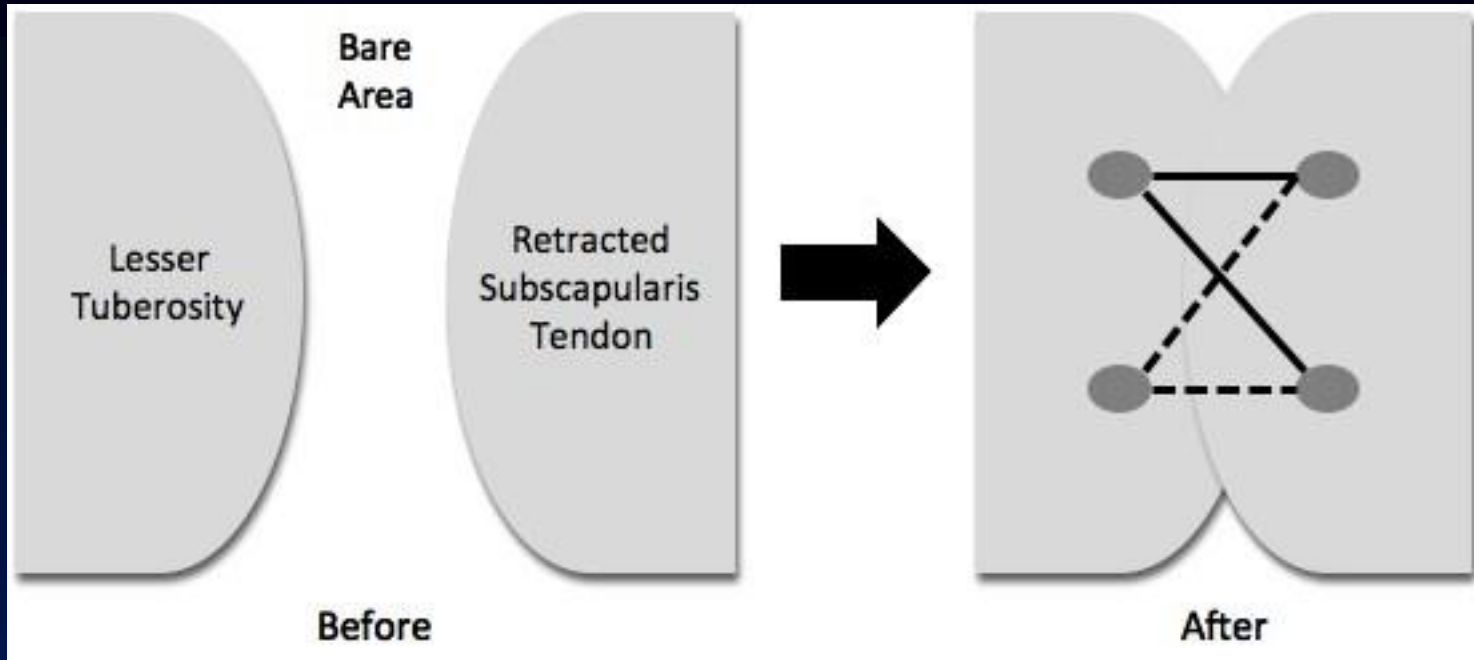 Bare
Area
Lesser
Tuberosity
Retracted
Subscapularis
Tendon
Before
After